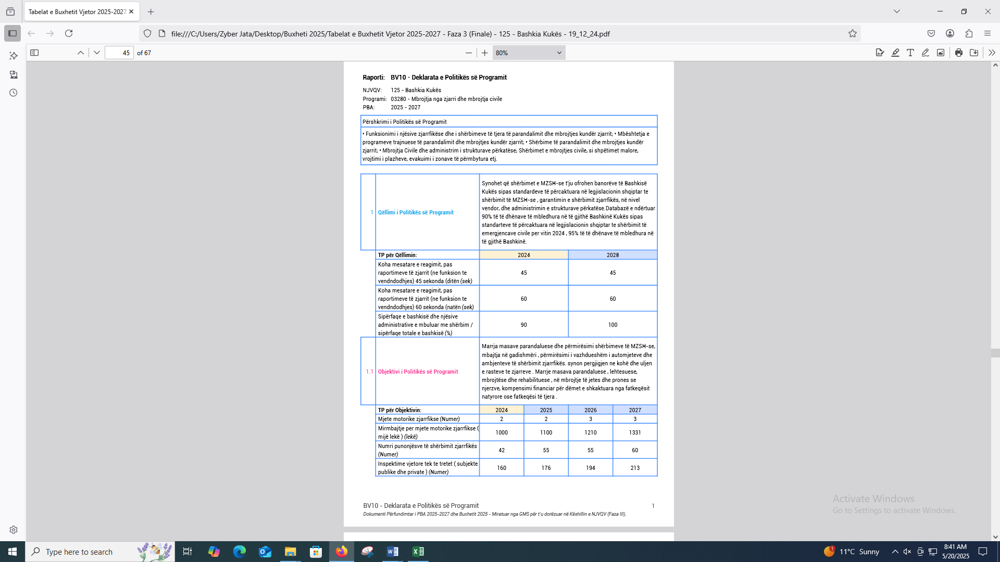 Tabelat e Buxhetit Vjetor 2025-2027
file:///C:/Users/Zyber Jata/Desktop/Buxheti 2025/Tabelat e Buxhetit Vjetor 2025-2027 - Faza 3 (Finale) - 125 - Bashkia Kukës - 19_12_24.pdf
45 of 67
80%
Raporti: BV10 - Deklarata e Politikës së Programit
NJVQV: 125 - Bashkia Kukës
Programi: 03280 - Mbrojtja nga zjarri dhe mbrojtja civile
PBA: 2025 - 2027
Përshkrimi i Politikës së Programit
• Funksionimi i njësive zjarrfikëse dhe i shërbimeve të tjera të parandalimit dhe mbrojtjes kundër zjarrit; • Mbështetja e
programeve trajnuese të parandalimit dhe mbrojtjes kundër zjarrit; • Shërbime të parandalimit dhe mbrojtjes kundër
zjarrit; • Mbrojtja Civile dhe administrim i strukturave përkatëse; Shërbimet e mbrojtjes civile, si shpëtimet malore,
vrojtimi i plazheve, evakuimi i zonave të përmbytura etj.
1 Qëllimi i Politikës së Programit
Synohet që shërbimet e MZSH-se t'ju ofrohen banorëve të Bashkisë
Kukës sipas standardeve të përcaktuara në legjislacionin shqiptar te
shërbimit të MZSH-se , garantimin e shërbimit zjarrfikës, në nivel
vendor, dhe administrimin e strukturave përkatëse.Databazë e ndërtuar
90% të të dhënave të mbledhura në të gjithë Bashkinë Kukës sipas
standarteve të përcaktuara në legjislacionin shqiptar te shërbimit të
emergjencave civile per vitin 2024 , 95% të të dhënave të mbledhura në
të gjithë Bashkinë.
TP për Qëllimin: 2024 2028
Koha mesatare e reagimit, pas
raportimeve të zjarrit (ne funksion te
vendndodhjes) 45 sekonda (ditën (sek) 45 45
Koha mesatare e reagimit, pas
raportimeve të zjarrit (ne funksion te
vendndodhjes) 60 sekonda (natën (sek) 60 60
Sipërfaqe e bashkisë dhe njësive
administrative e mbuluar me shërbim /
sipërfaqe totale e bashkisë (%) 90 100
1.1 Objektivi i Politikës së Programit
Marrja masave parandaluese dhe përmirësimi shërbimeve të MZSH-se,
mbajtja në gadishmëri , përmirësimi i vazhdueshëm i automjeteve dhe
ambjenteve të shërbimit zjarrfikës. synon pergjigjen ne kohë dhe uljen
e rasteve te zjarreve . Marrje masava parandaluese , lehtesuese,
mbrojtëse dhe rehabilituese , në mbrojtje të jetes dhe prones se
njerzve, kompensimi financiar për dëmet e shkaktuara nga fatkeqësit
natyrore ose fatkeqësi të tjera .
TP për Objektivin: 2024 2025 2026 2027
Mjete motorike zjarrfikse (Numer) 2 2 3 3
Mirmbajtje per mjete motorike zjarrfikse (
mijë lekë ) (lekë) 1000 1100 1210 1331
Numri punonjësve të shërbimit zjarrfikës
(Numer) 42 55 55 60
Inspektime vjetore tek te tretet ( subjekte
publike dhe private ) (Numer) 160 176 194 213
BV10 - Deklarata e Politikës së Programit 1
Dokumenti Përfundimtar i PBA 2025-2027 dhe Buxhetit 2025 - Miratuar nga GMS për t'u dorëzuar në Këshillin e NJVQV (Faza III).
Activate Windows
Go to Settings to activate Windows.
Type here to search
1
11°C Sunny
8:41 AM
5/20/2025